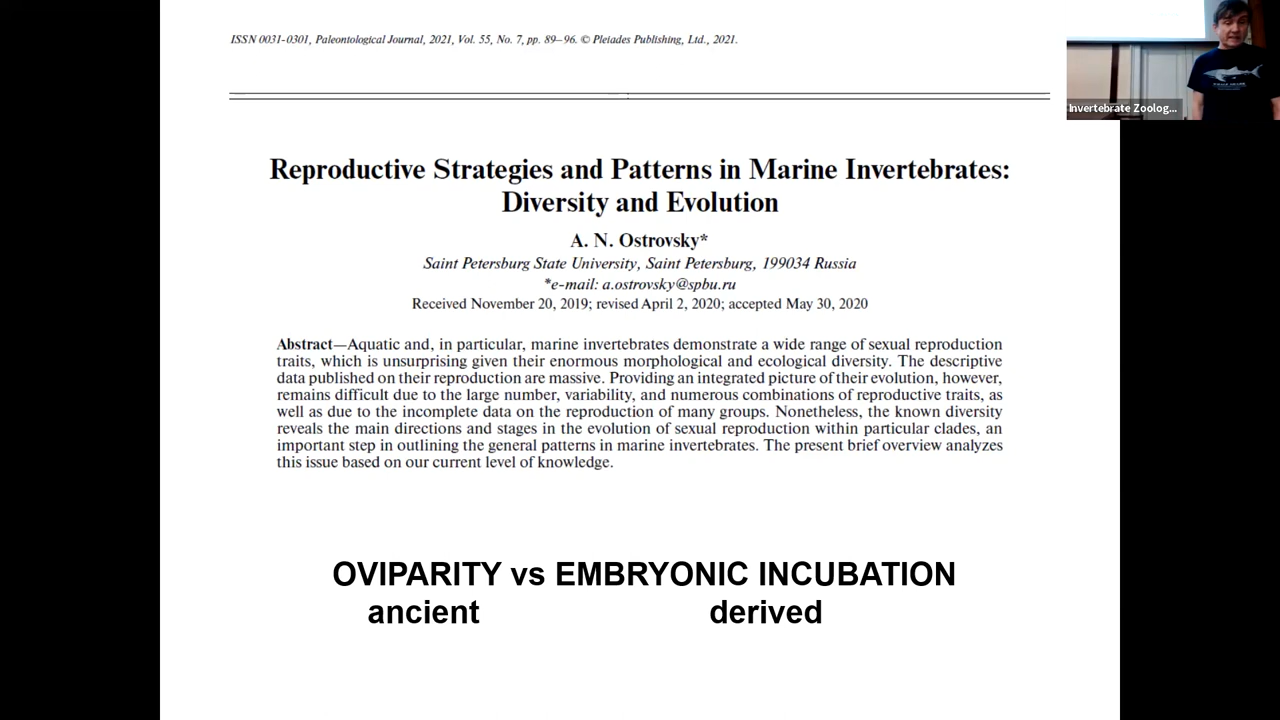 ISSN 0031-0301, Paleontological Journal, 2021, Vol. 55, No. 7, pp. 89–96. © Pleiades Publishing, Ltd., 2021.
Invertebrate Zoolog...
Reproductive Strategies and Patterns in Marine Invertebrates:
Diversity and Evolution
A. N. Ostrovsky*
Saint Petersburg State University, Saint Petersburg, 199034 Russia
*e-mail: a.ostrovsky@spbu.ru
Received November 20, 2019; revised April 2, 2020; accepted May 30, 2020
Abstract—Aquatic and, in particular, marine invertebrates demonstrate a wide range of sexual reproduction
traits, which is unsurprising given their enormous morphological and ecological diversity. The descriptive
data published on their reproduction are massive. Providing an integrated picture of their evolution, however,
remains difficult due to the large number, variability, and numerous combinations of reproductive traits, as
well as due to the incomplete data on the reproduction of many groups. Nonetheless, the known diversity
reveals the main directions and stages in the evolution of sexual reproduction within particular clades, an
important step in outlining the general patterns in marine invertebrates. The present brief overview analyzes
this issue based on our current level of knowledge.
OVIPARITY vs EMBRYONIC INCUBATION
ancient derived